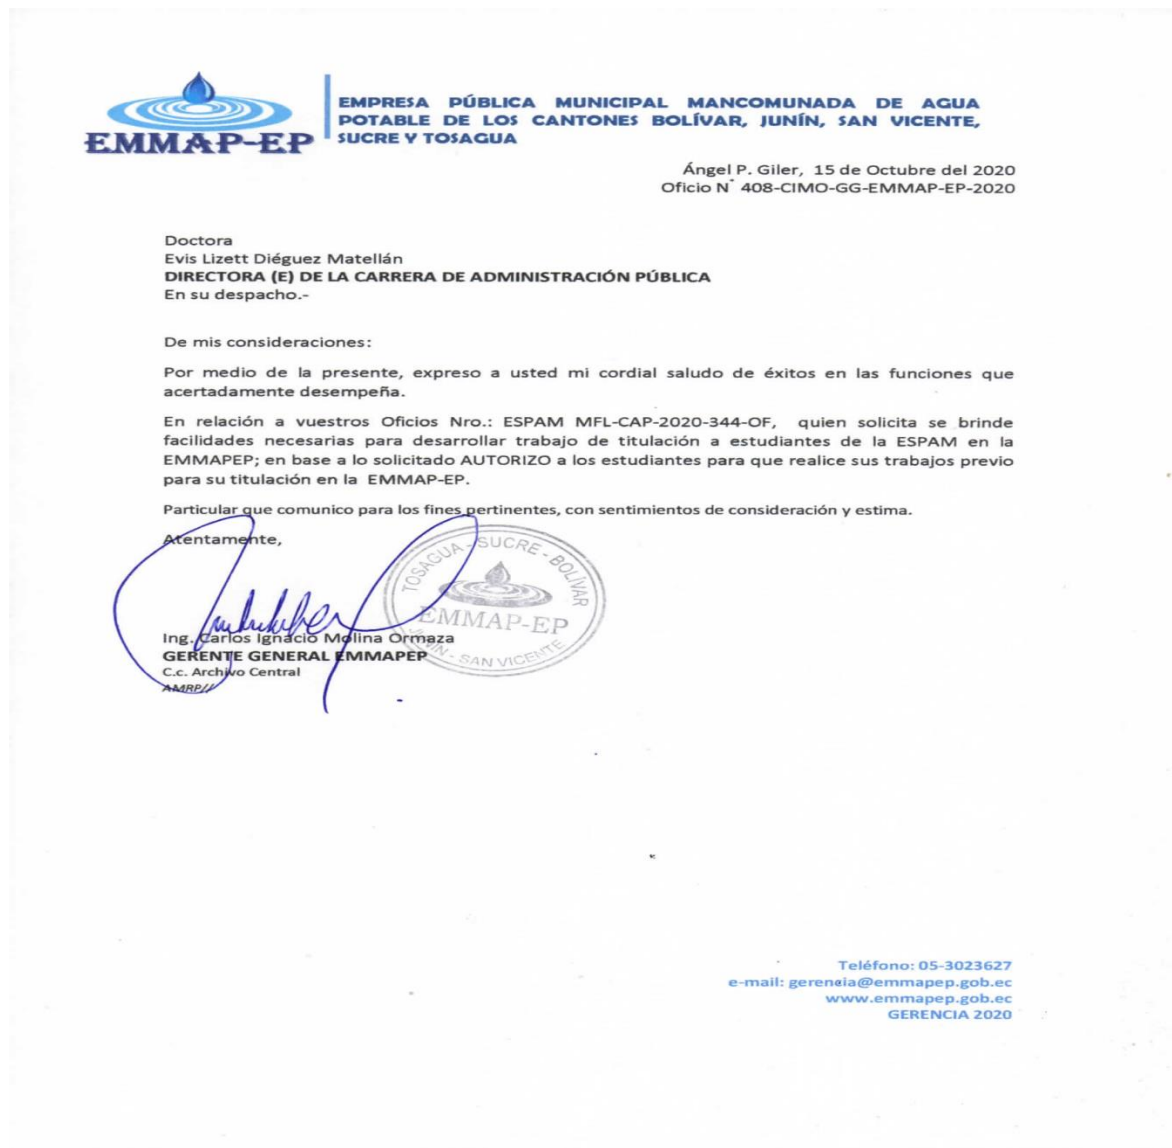 EMMAP-EP
EMPRESA PÚBLICA MUNICIPAL MANCOMUNADA DE AGUA
POTABLE DE LOS CANTONES BOLÍVAR, JUNÍN, SAN VICENTE,
SUCRE Y TOSAGUA
Ángel P. Giler, 15 de Octubre del 2020
Oficio N° 408-CIMO-GG-EMMAP-EP-2020
Doctora
Evis Lizett Diéguez Matellán
DIRECTORA (E) DE LA CARRERA DE ADMINISTRACIÓN PÚBLICA
En su despacho.-
De mis consideraciones:
Por medio de la presente, expreso a usted mi cordial saludo de éxitos en las funciones que
acertadamente desempeña.
En relación a vuestros Oficios Nro.: ESPAM MFL-CAP-2020-344-OF, quien solicita se brinde
facilidades necesarias para desarrollar trabajo de titulación a estudiantes de la ESPAM en la
EMMAPEP; en base a lo solicitado AUTORIZO a los estudiantes para que realice sus trabajos previo
para su titulación en la EMMAP-EP.
Particular que comunico para los fines pertinentes, con sentimientos de consideración y estima.
Atentamente,
TOSAGUA - SUCRE - BOLÍVAR
EMMAP-EP
JUNÍN - SAN VICENTE
Ing. Carlos Ignacio Molina Ormaza
GERENTE GENERAL EMMAPEP
C.c. Archivo Central
AMRP//
Teléfono: 05-3023627
e-mail: gerencia@emmapep.gob.ec
www.emmapep.gob.ec
GERENCIA 2020